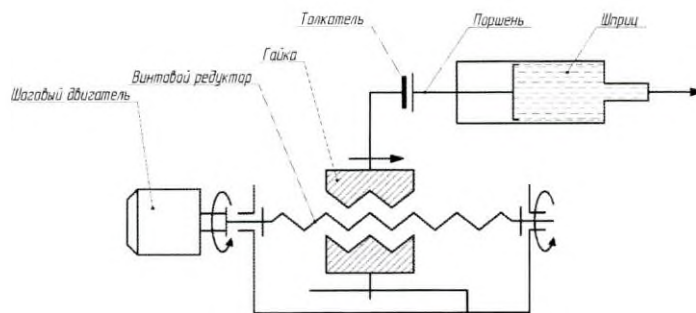 Толкатель
Поршень
Шприц
Гайка
Винтовой редуктор
Шаговый двигатель